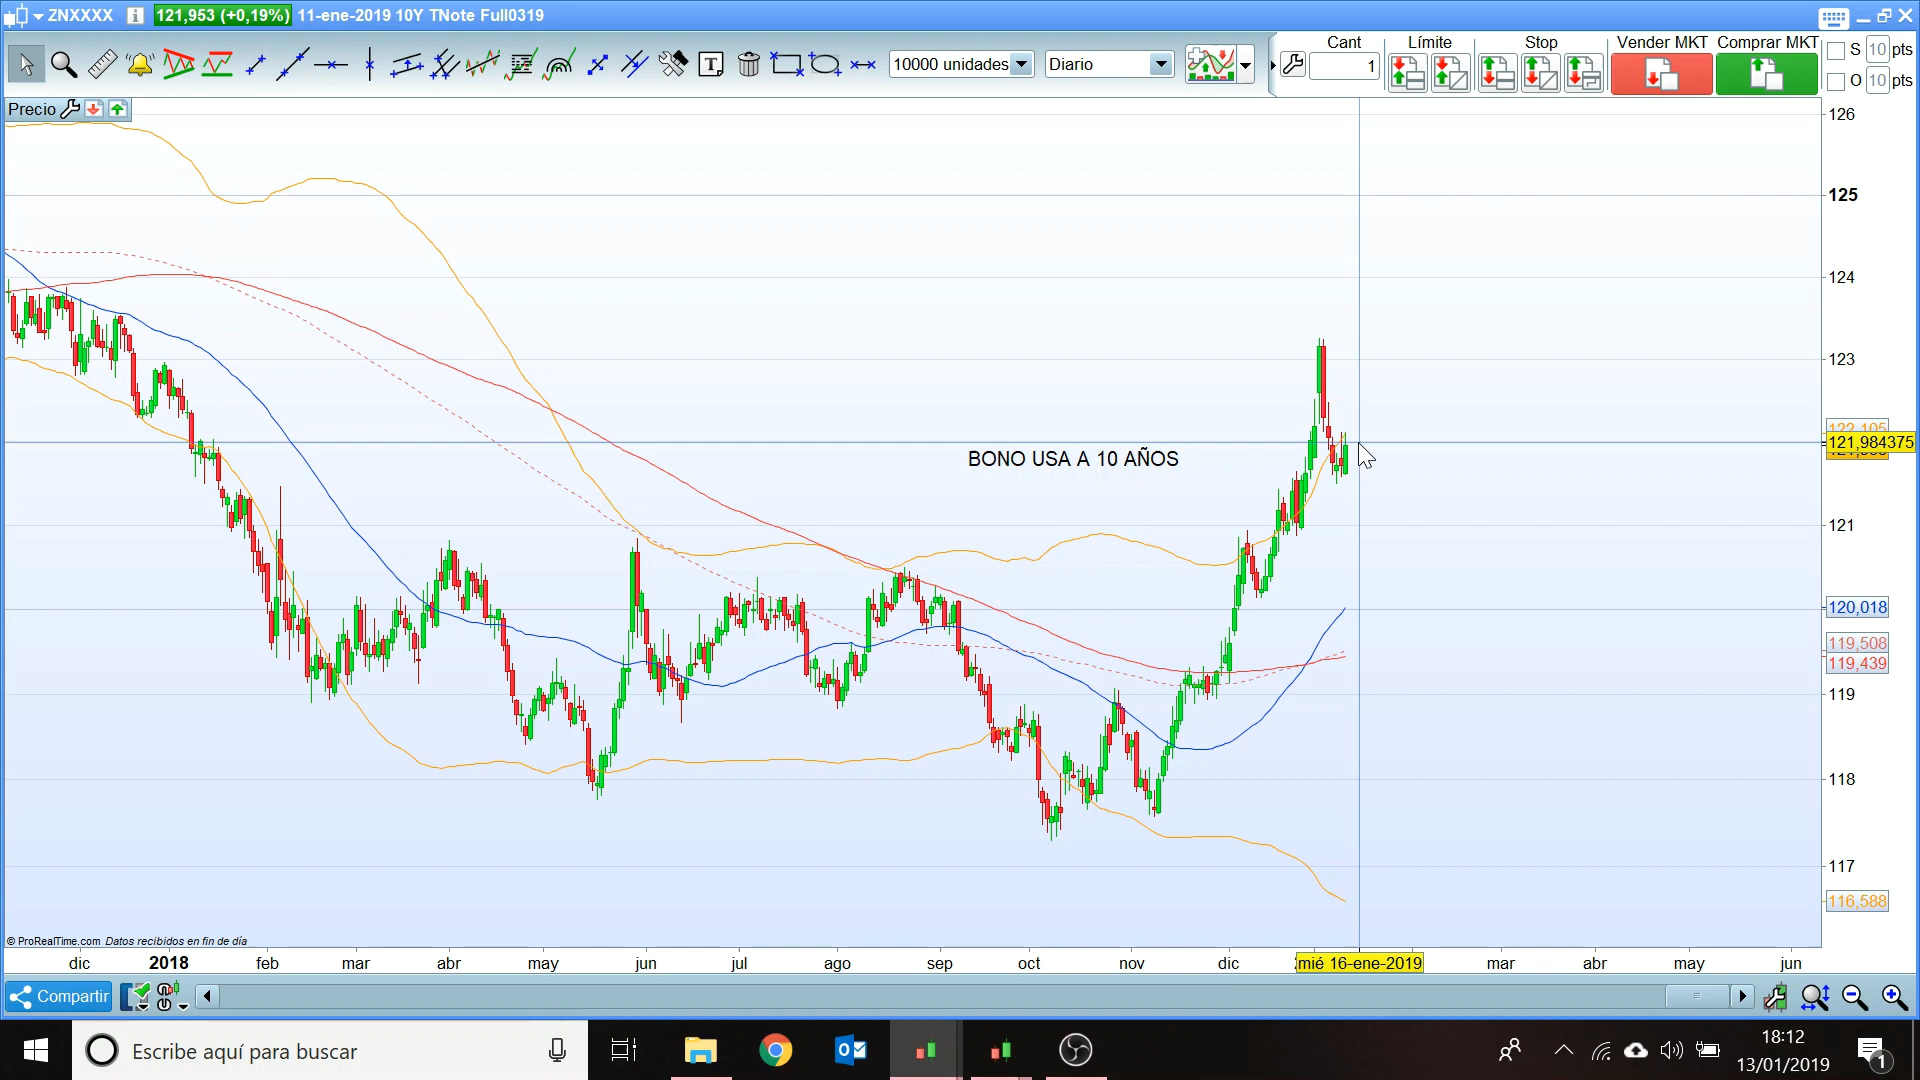 ZNXXXX 121,953 (+0,19%) 11-ene-2019 10Y TNote Full0319
10000 unidades Diario
Cant Límite Stop Vender MKT Comprar MKT S 10 pts
1 O 10 pts
Precio
126
125
124
123
122,105
121,984375
BONO USA A 10 AÑOS
121
120,018
119,508
119,439
119
118
117
116,588
© ProRealTime.com Datos recibidos en fin de día
dic 2018 feb mar abr may jun jul ago sep oct nov dic mié 16-ene-2019 mar abr may jun
Compartir
Escribe aquí para buscar
18:12
13/01/2019
1